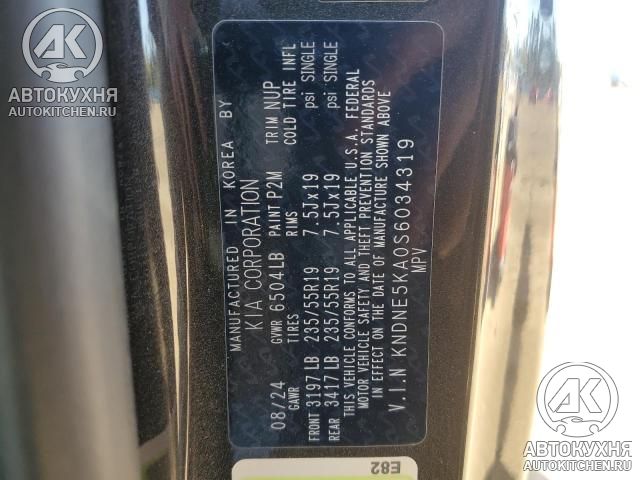 MANUFACTURED IN KOREA BY
KIA CORPORATION
08/24 GVWR 6504LB PAINT P2M TRIM NUP
GAWR TIRES RIMS COLD TIRE INFL
FRONT 3197LB 235/55R19 7.5Jx19 psi SINGLE
REAR 3417LB 235/55R19 7.5Jx19 psi SINGLE
THIS VEHICLE CONFORMS TO ALL APPLICABLE U.S.A. FEDERAL
MOTOR VEHICLE SAFETY AND THEFT PREVENTION STANDARDS
IN EFFECT ON THE DATE OF MANUFACTURE SHOWN ABOVE
V.I.N KNDNE5KA0S6034319
MPV
E82
АК
АВТОКУХНЯ
AUTOKITCHEN.RU
АК
АВТОКУХНЯ
AUTOKITCHEN.RU